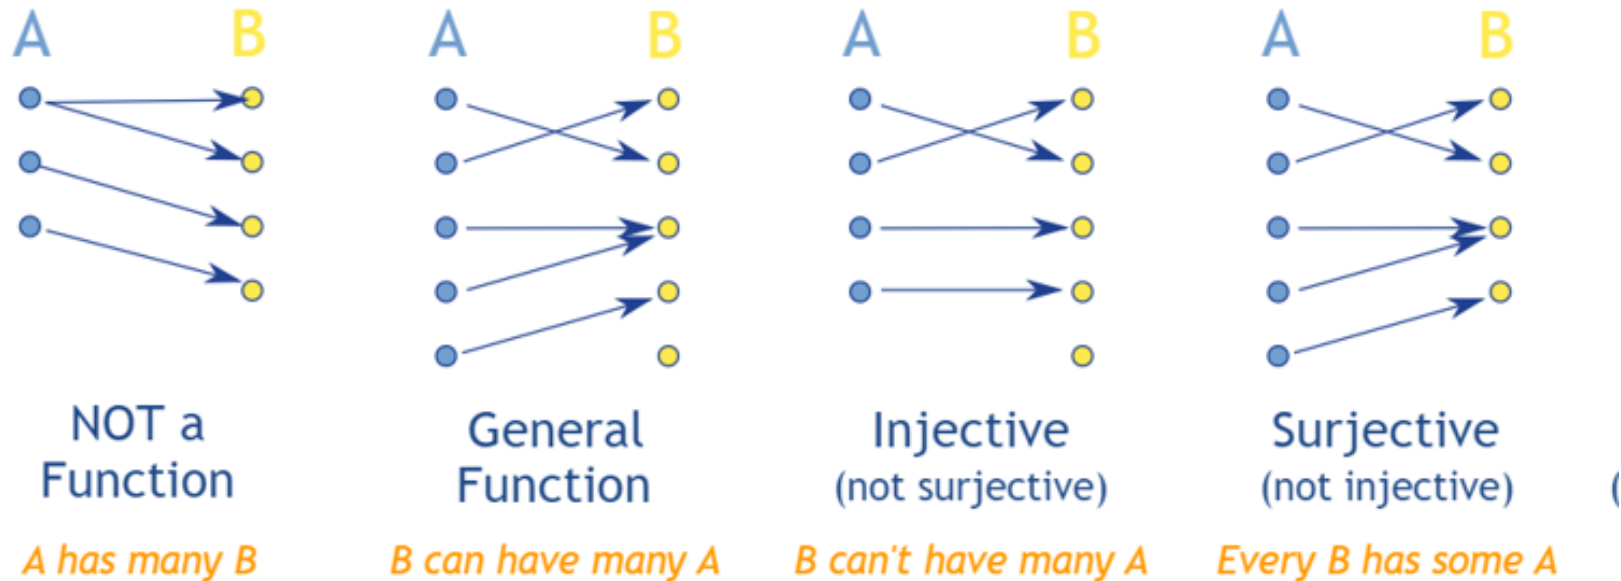 A B A B A B A B
NOT a
Function
A has many B
General
Function
B can have many A
Injective
(not surjective)
B can't have many A
Surjective
(not injective)
Every B has some A
(